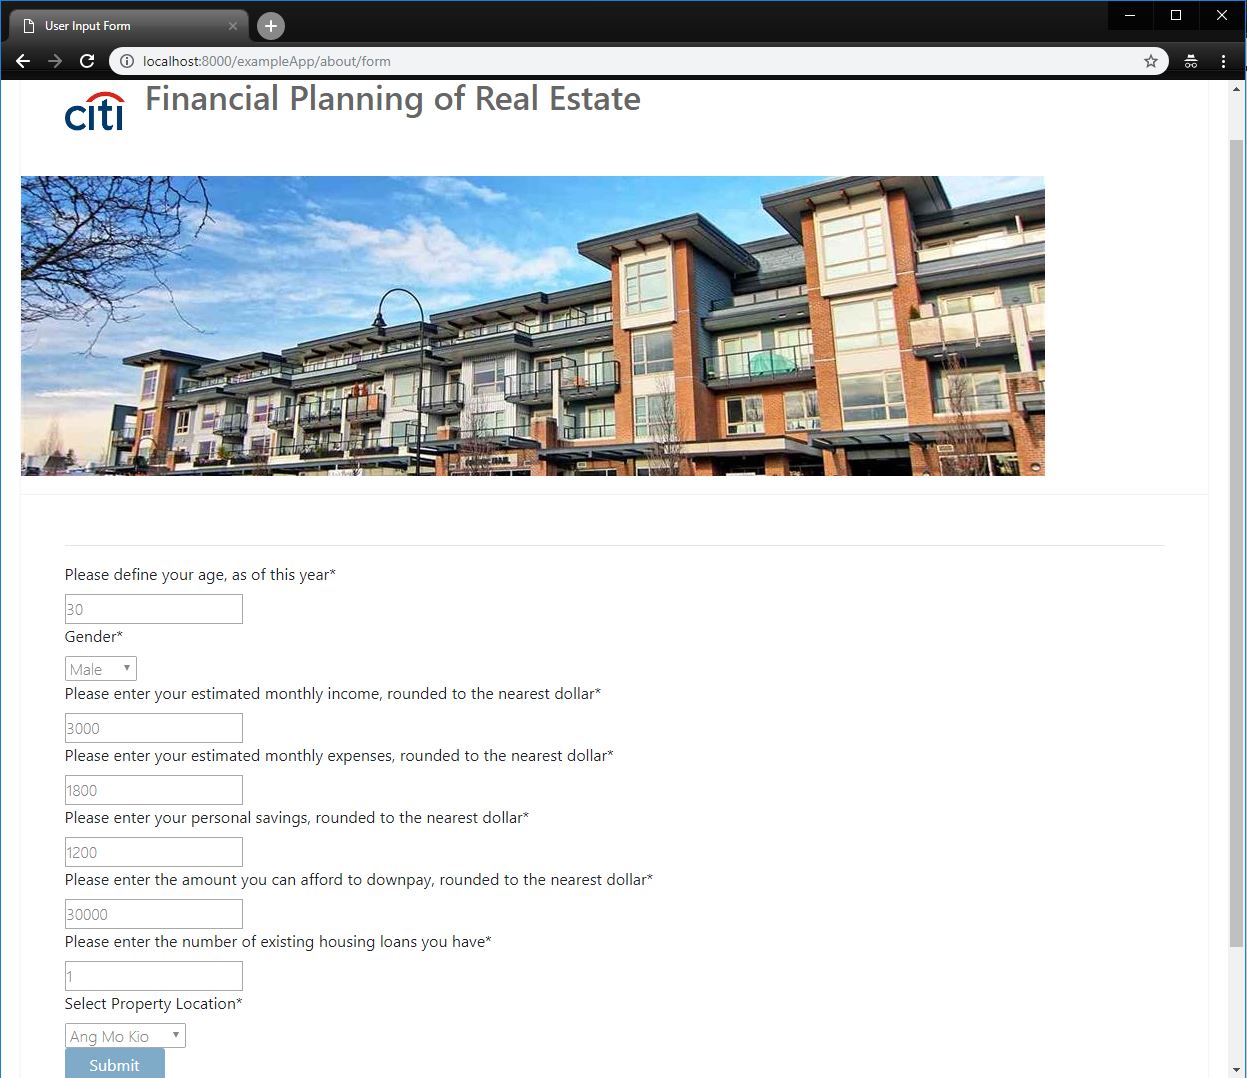 User Input Form
localhost:8000/exampleApp/about/form
citi
Financial Planning of Real Estate
Please define your age, as of this year*
30
Gender*
Male
Please enter your estimated monthly income, rounded to the nearest dollar*
3000
Please enter your estimated monthly expenses, rounded to the nearest dollar*
1800
Please enter your personal savings, rounded to the nearest dollar*
1200
Please enter the amount you can afford to downpay, rounded to the nearest dollar*
30000
Please enter the number of existing housing loans you have*
1
Select Property Location*
Ang Mo Kio
Submit